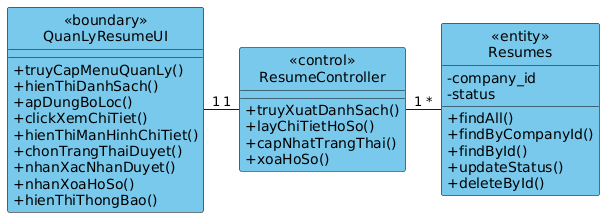 «boundary»
QuanLyResumeUI
+truyCapMenuQuanLy()
+hienThiDanhSach()
+apDungBoLoc()
+clickXemChiTiet()
+hienThiManHinhChiTiet()
+chonTrangThaiDuyet()
+nhanXacNhanDuyet()
+nhanXoaHoSo()
+hienThiThongBao()
1 1
«control»
ResumeController
+truyXuatDanhSach()
+layChiTietHoSo()
+capNhatTrangThai()
+xoaHoSo()
1 *
«entity»
Resumes
-company_id
-status
+findAll()
+findByCompanyId()
+findById()
+updateStatus()
+deleteById()